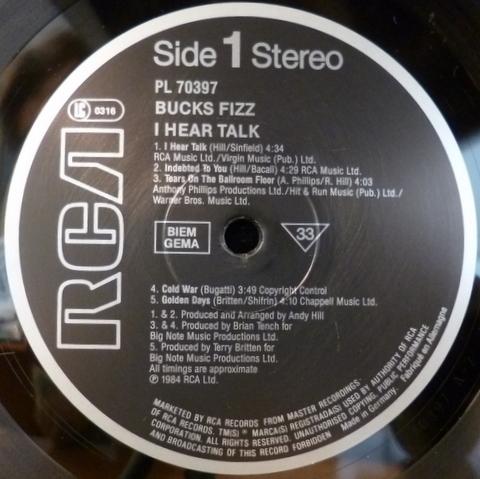 Side 1 Stereo
PL 70397
BUCKS FIZZ
I HEAR TALK
LC 0316
RCA
1. I Hear Talk (Hill/Sinfield) 4:34
RCA Music Ltd./Virgin Music (Pub.) Ltd.
2. Indebted To You (Hill/Bacali) 4:29 RCA Music Ltd.
3. Tears On The Ballroom Floor (A. Phillips/R. Hill) 4:03
Anthony Phillips Productions Ltd./Hit & Run Music (Pub.) Ltd./
Warner Bros. Music Ltd.
BIEM
GEMA
33
4. Cold War (Bugatti) 3:49 Copyright Control
5. Golden Days (Britten/Shifrin) 4:10 Chappell Music Ltd.
1. & 2. Produced and Arranged by Andy Hill
3. & 4. Produced by Brian Tench for
Big Note Music Productions Ltd.
5. Produced by Terry Britten for
Big Note Music Productions Ltd.
All timings are approximate
℗ 1984 RCA Ltd.
MARKETED BY RCA RECORDS FROM MASTER RECORDINGS
OF RCA RECORDS. TM(S) ® MARCA(S) REGISTRADA(S) USED BY AUTHORITY OF RCA
CORPORATION. ALL RIGHTS RESERVED. UNAUTHORISED COPYING, PUBLIC PERFORMANCE
AND BROADCASTING OF THIS RECORD FORBIDDEN
Made in Germany. Fabriqué en Allemagne